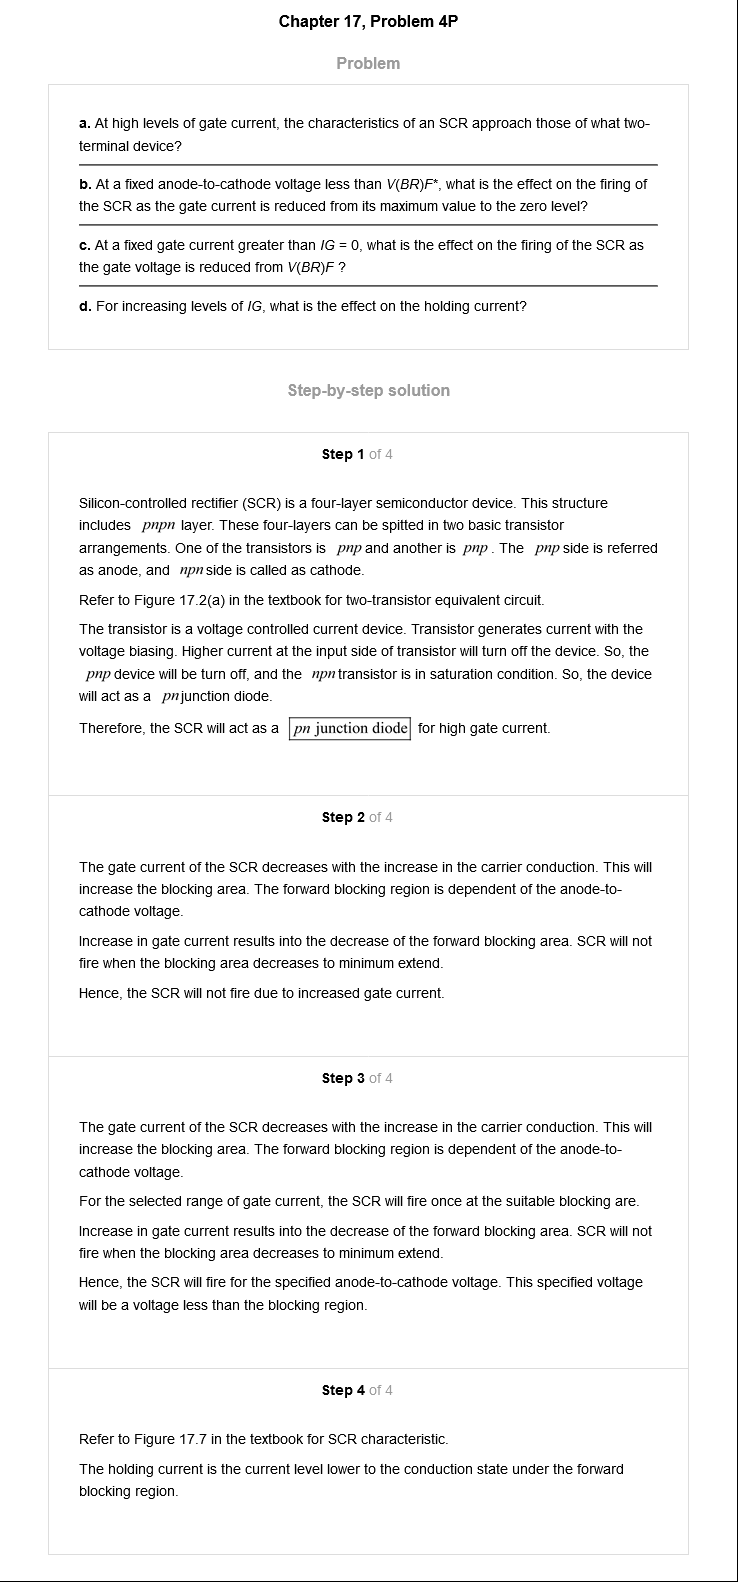 Chapter 17, Problem 4P
Problem
a. At high levels of gate current, the characteristics of an SCR approach those of what two-
terminal device?
b. At a fixed anode-to-cathode voltage less than V(BR)F*, what is the effect on the firing of
the SCR as the gate current is reduced from its maximum value to the zero level?
c. At a fixed gate current greater than IG = 0, what is the effect on the firing of the SCR as
the gate voltage is reduced from V(BR)F ?
d. For increasing levels of IG, what is the effect on the holding current?
Step-by-step solution
Step 1 of 4
Silicon-controlled rectifier (SCR) is a four-layer semiconductor device. This structure
includes pnpn layer. These four-layers can be spitted in two basic transistor
arrangements. One of the transistors is pnp and another is pnp . The pnp side is referred
as anode, and npn side is called as cathode.
Refer to Figure 17.2(a) in the textbook for two-transistor equivalent circuit.
The transistor is a voltage controlled current device. Transistor generates current with the
voltage biasing. Higher current at the input side of transistor will turn off the device. So, the
pnp device will be turn off, and the npn transistor is in saturation condition. So, the device
will act as a pn junction diode.
Therefore, the SCR will act as a pn junction diode for high gate current.
Step 2 of 4
The gate current of the SCR decreases with the increase in the carrier conduction. This will
increase the blocking area. The forward blocking region is dependent of the anode-to-
cathode voltage.
Increase in gate current results into the decrease of the forward blocking area. SCR will not
fire when the blocking area decreases to minimum extend.
Hence, the SCR will not fire due to increased gate current.
Step 3 of 4
The gate current of the SCR decreases with the increase in the carrier conduction. This will
increase the blocking area. The forward blocking region is dependent of the anode-to-
cathode voltage.
For the selected range of gate current, the SCR will fire once at the suitable blocking are.
Increase in gate current results into the decrease of the forward blocking area. SCR will not
fire when the blocking area decreases to minimum extend.
Hence, the SCR will fire for the specified anode-to-cathode voltage. This specified voltage
will be a voltage less than the blocking region.
Step 4 of 4
Refer to Figure 17.7 in the textbook for SCR characteristic.
The holding current is the current level lower to the conduction state under the forward
blocking region.